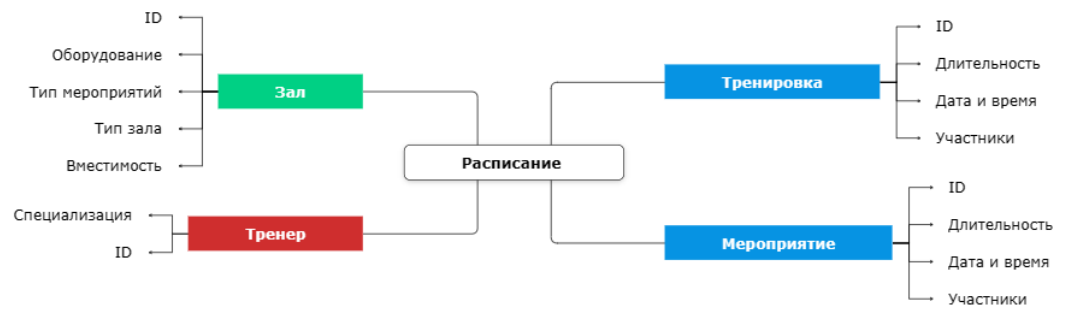 Расписание
Зал
ID
Оборудование
Тип мероприятий
Тип зала
Вместимость
Тренер
Специализация
ID
Тренировка
ID
Длительность
Дата и время
Участники
Мероприятие
ID
Длительность
Дата и время
Участники